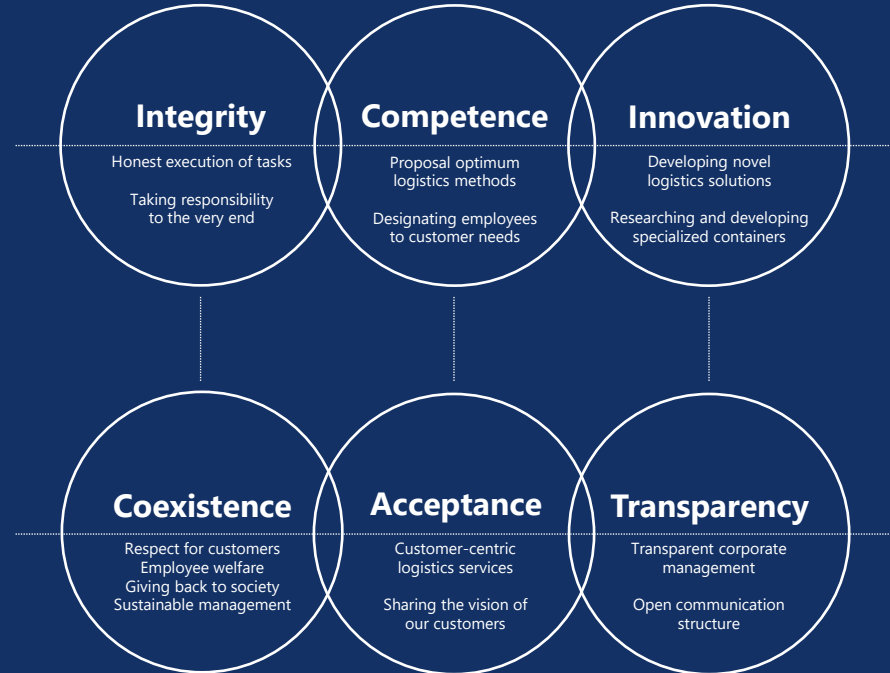 Integrity
Honest execution of tasks
Taking responsibility
to the very end
Competence
Proposal optimum
logistics methods
Designating employees
to customer needs
Innovation
Developing novel
logistics solutions
Researching and developing
specialized containers
Coexistence
Respect for customers
Employee welfare
Giving back to society
Sustainable management
Acceptance
Customer-centric
logistics services
Sharing the vision of
our customers
Transparency
Transparent corporate
management
Open communication
structure